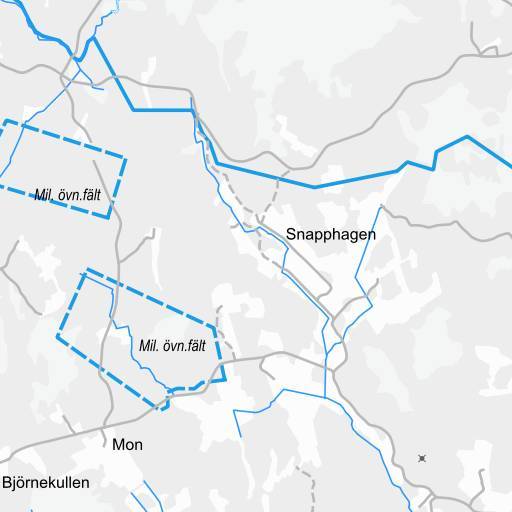 Mil. övn.fält
Snapphagen
Mil. övn.fält
Mon
Björnekullen